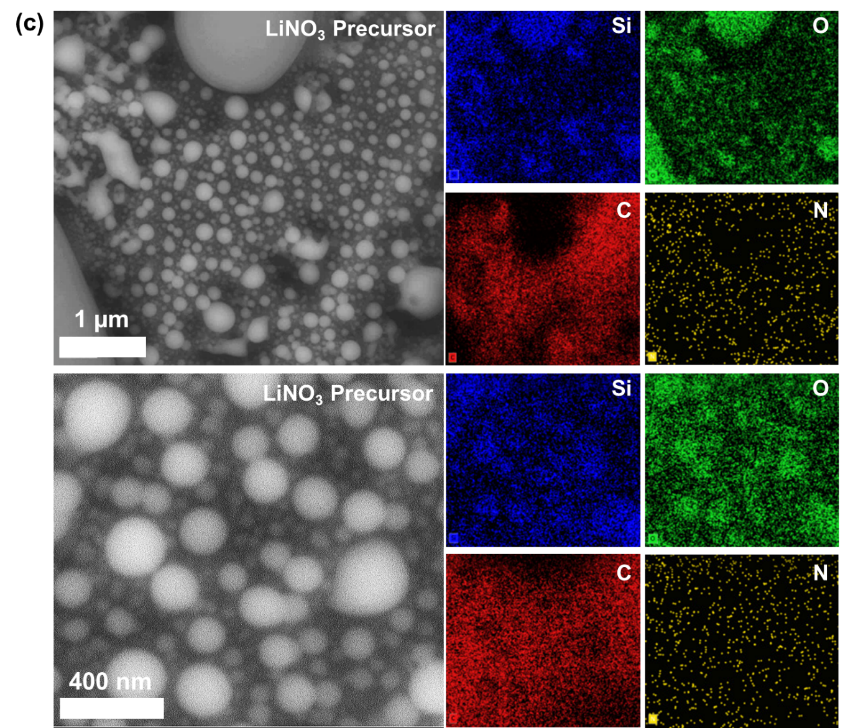 (c)
LiNO₃ Precursor
Si
O
C
N
1 µm
LiNO₃ Precursor
Si
O
C
N
400 nm